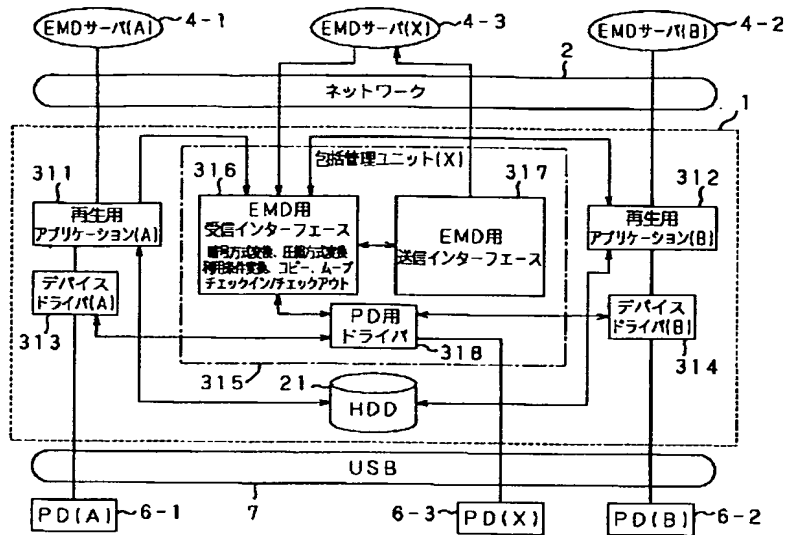 EMDサーバ(A) 4-1
EMDサーバ(X) 4-3
EMDサーバ(B) 4-2
2
ネットワーク
1
包括管理ユニット(X)
311
316
317
312
再生用
アプリケーション(A)
EMD用
受信インターフェース
暗号方式変換、圧縮方式変換
利用条件変換、コピー、ムーブ
チェックイン/チェックアウト
EMD用
送信インターフェース
再生用
アプリケーション(B)
デバイス
ドライバ(A)
313
PD用
ドライバ
318
デバイス
ドライバ(B)
314
315
21
HDD
USB
7
PD(A) 6-1
6-3 PD(X)
PD(B) 6-2